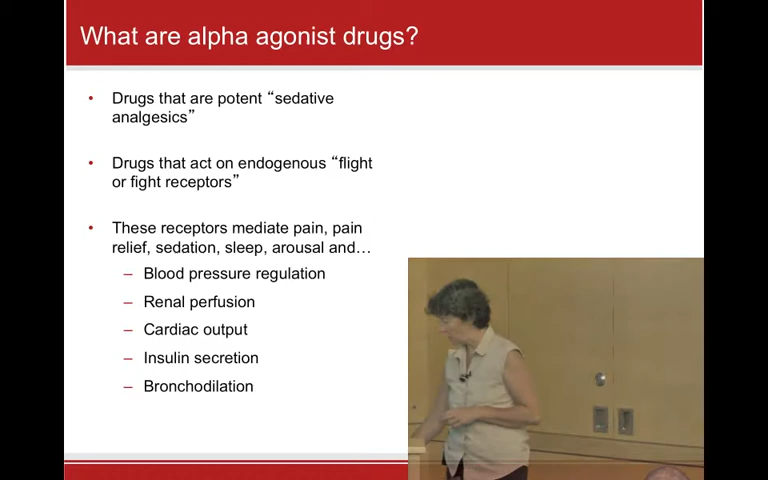 What are alpha agonist drugs?
• Drugs that are potent “sedative
analgesics”
• Drugs that act on endogenous “flight
or fight receptors”
• These receptors mediate pain, pain
relief, sedation, sleep, arousal and…
– Blood pressure regulation
– Renal perfusion
– Cardiac output
– Insulin secretion
– Bronchodilation